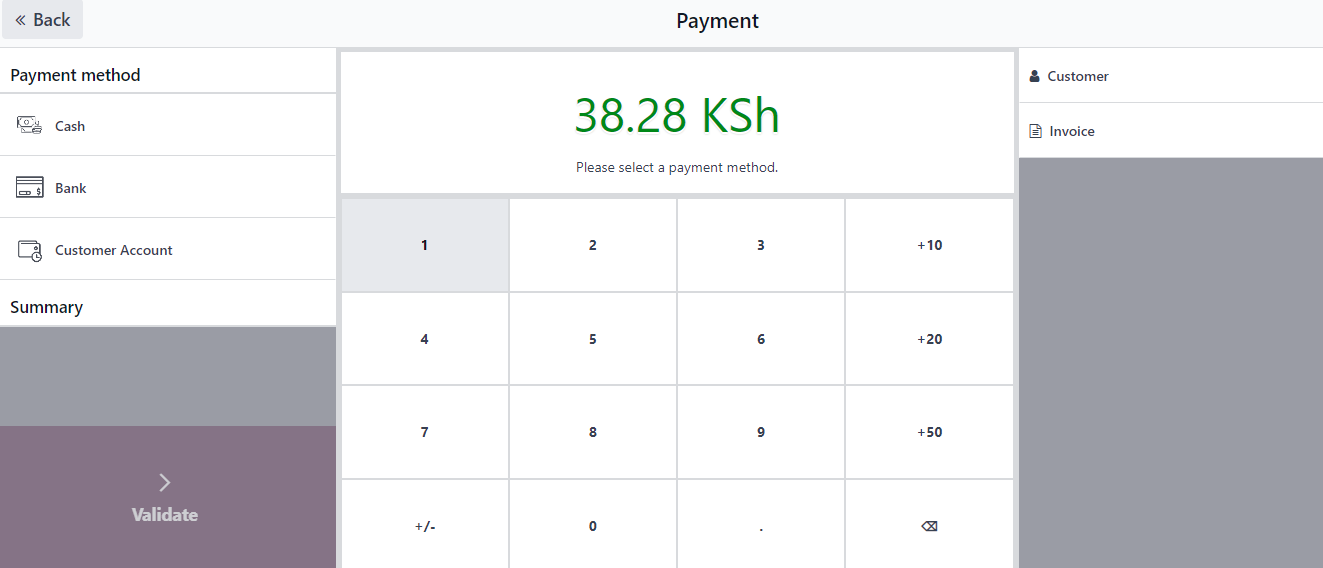 « Back
Payment
Payment method
Cash
Bank
Customer Account
Summary
Validate
38.28 KSh
Please select a payment method.
1 2 3 +10
4 5 6 +20
7 8 9 +50
+/- 0 . ⌫
Customer
Invoice